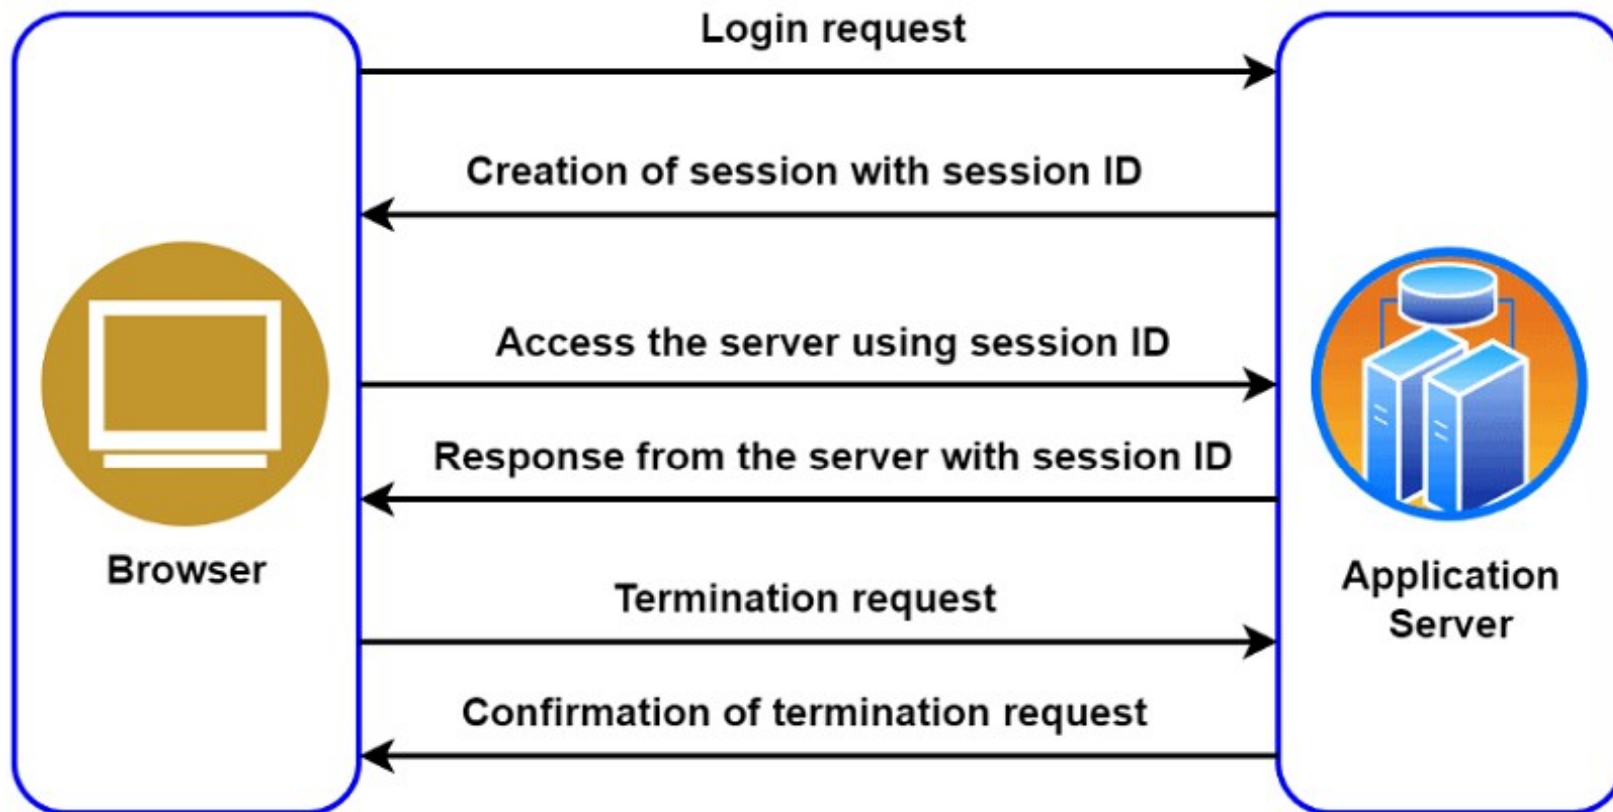 Login request
Creation of session with session ID
Access the server using session ID
Response from the server with session ID
Browser
Application
Server
Termination request
Confirmation of termination request